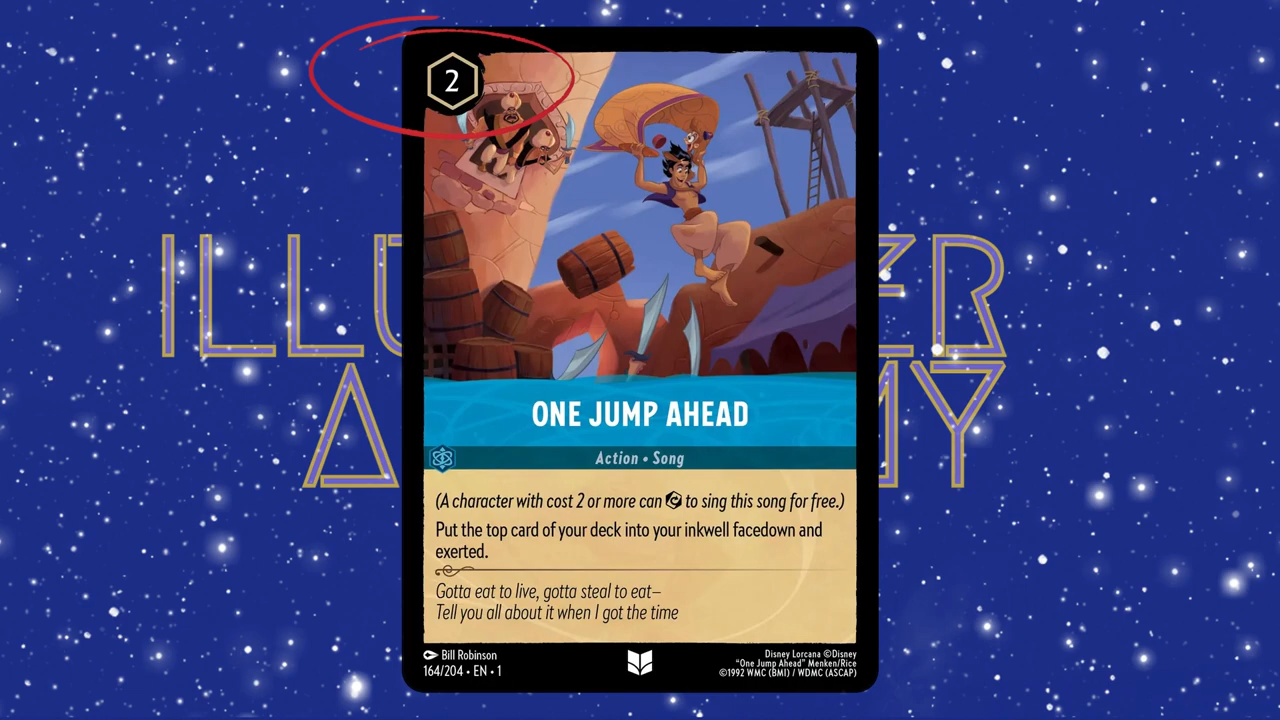 2
ONE JUMP AHEAD
Action • Song
(A character with cost 2 or more can to sing this song for free.)
Put the top card of your deck into your inkwell facedown and
exerted.
Gotta eat to live, gotta steal to eat–
Tell you all about it when I got the time
Bill Robinson
164/204 • EN • 1
Disney Lorcana ©Disney
“One Jump Ahead” Menken/Rice
©1992 WMC (BMI) / WDMC (ASCAP)